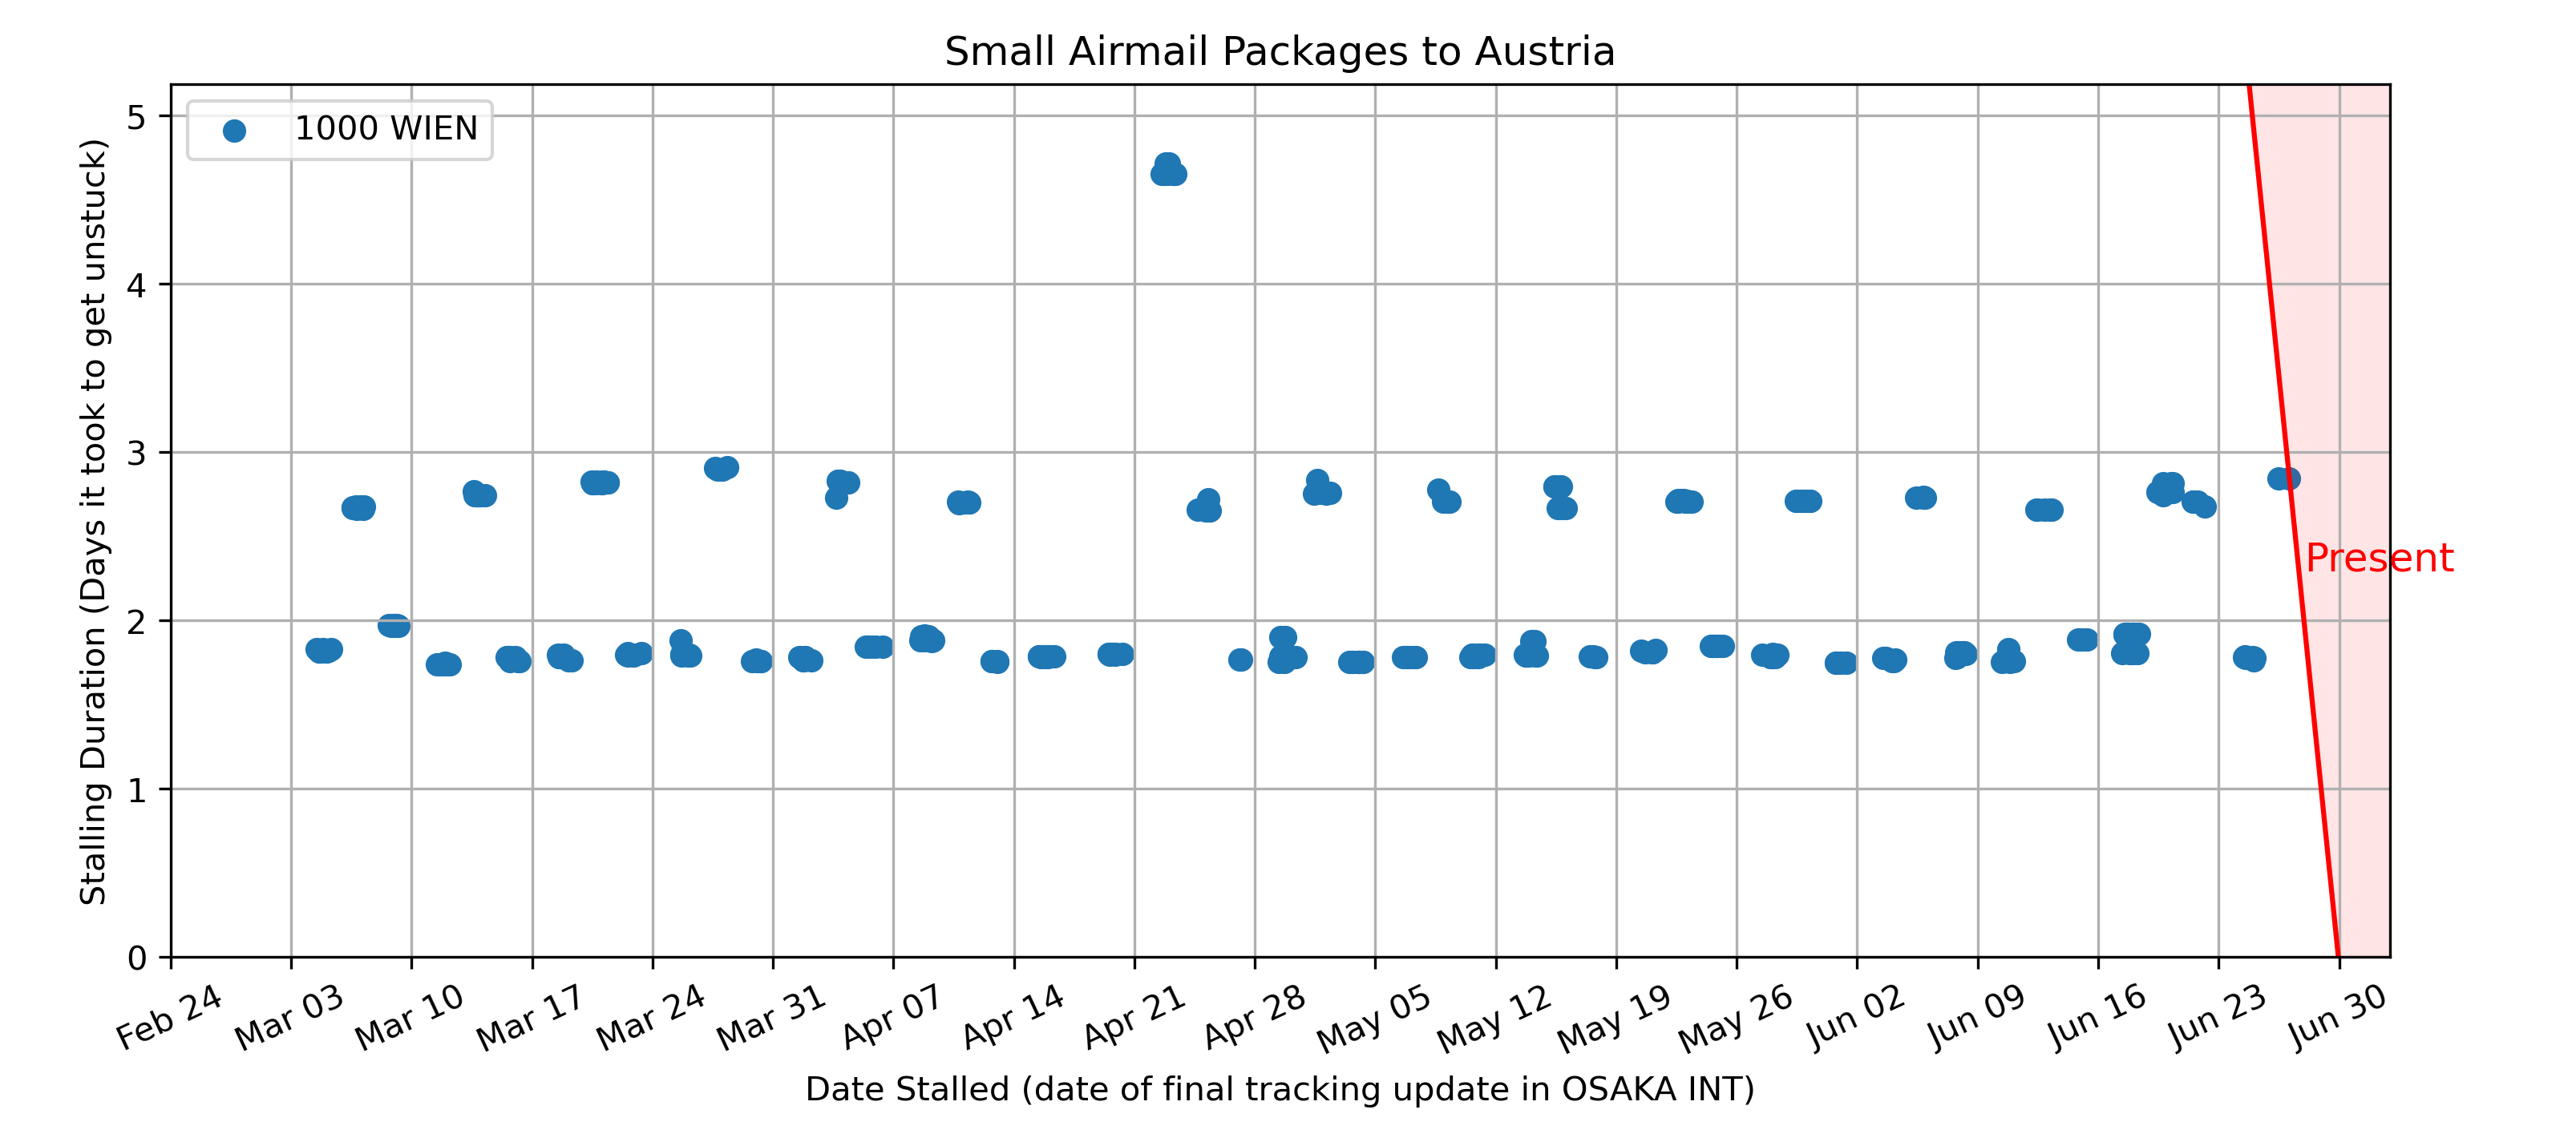 Small Airmail Packages to Austria
1000 WIEN
Stalling Duration (Days it took to get unstuck)
5
4
3
2
1
0
Present
Feb 24
Mar 03
Mar 10
Mar 17
Mar 24
Mar 31
Apr 07
Apr 14
Apr 21
Apr 28
May 05
May 12
May 19
May 26
Jun 02
Jun 09
Jun 16
Jun 23
Jun 30
Date Stalled (date of final tracking update in OSAKA INT)